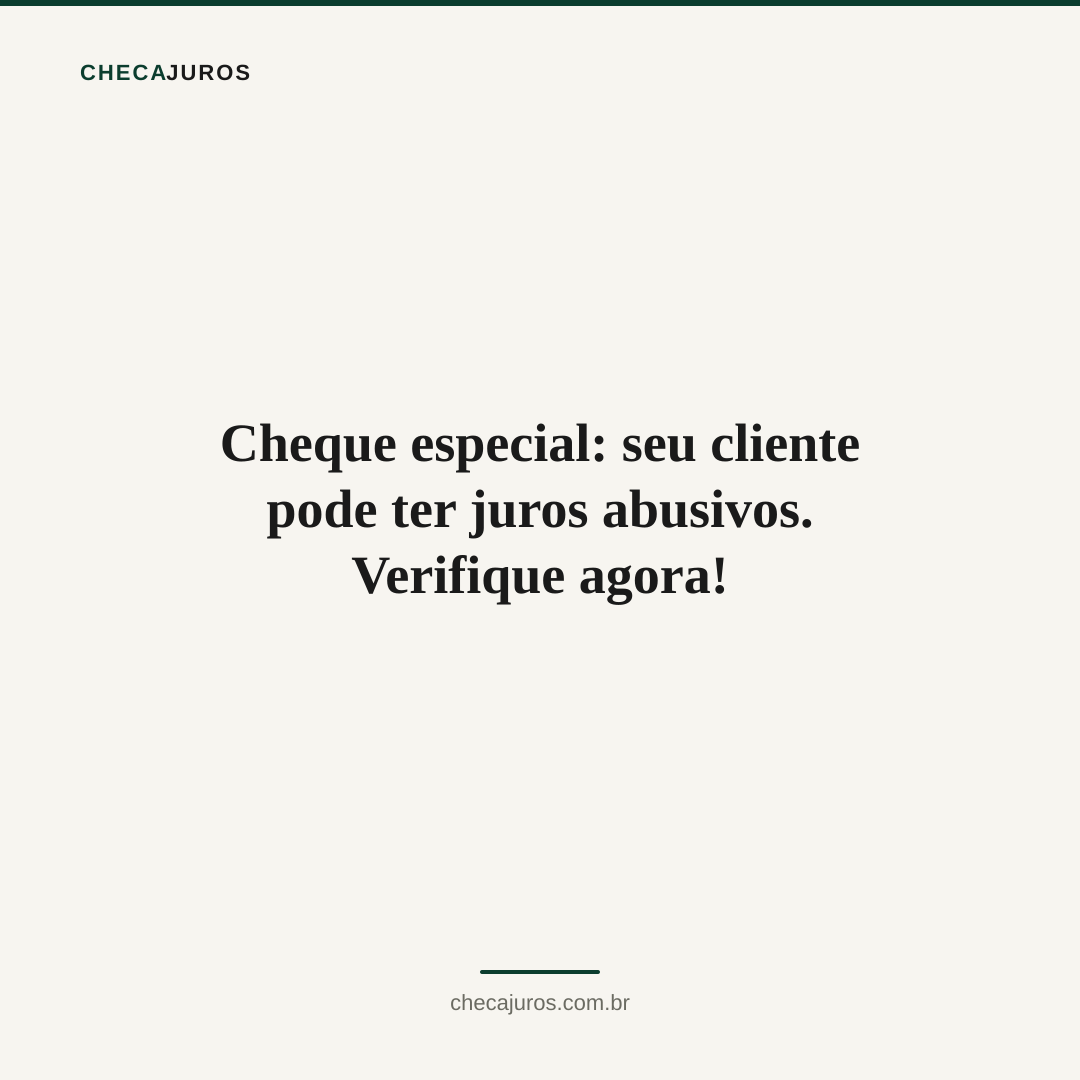 CHECAJUROS
Cheque especial: seu cliente
pode ter juros abusivos.
Verifique agora!
checajuros.com.br